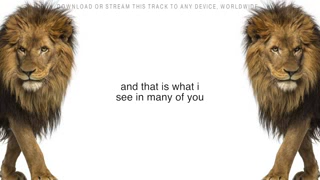 DOWNLOAD OR STREAM THIS TRACK TO ANY DEVICE, WORLDWIDE
and that is what i
see in many of you